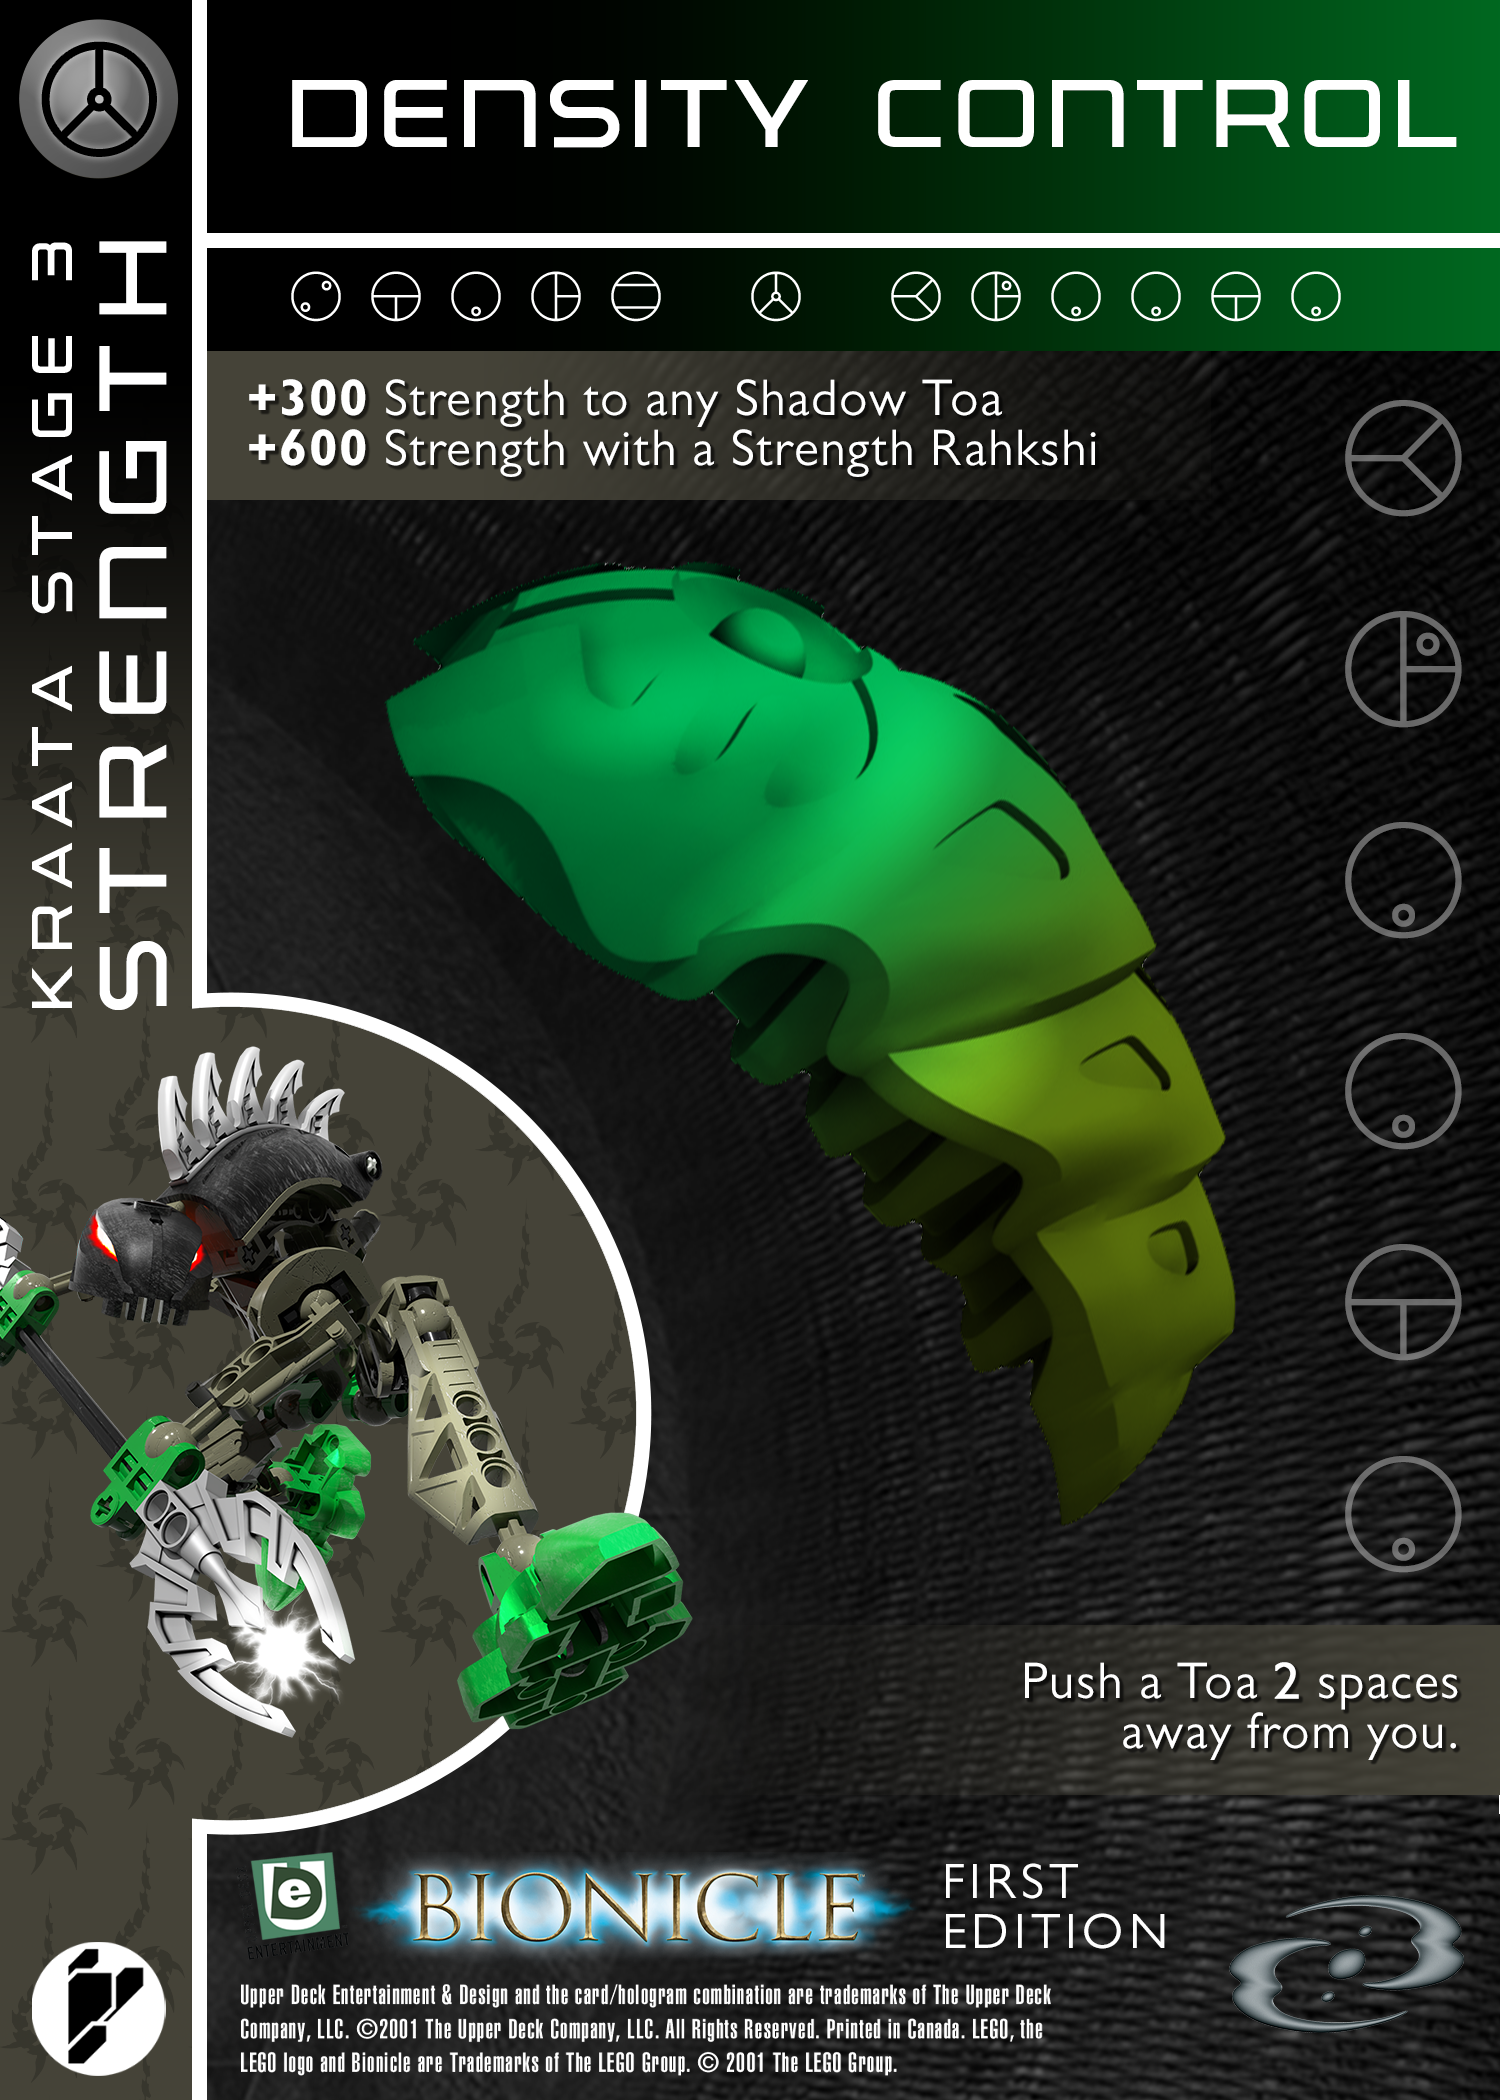 DENSITY CONTROL
KRAATA STAGE 3
STRENGTH
+300 Strength to any Shadow Toa
+600 Strength with a Strength Rahkshi
Push a Toa 2 spaces
away from you.
e
ENTERTAINMENT
BIONICLE
FIRST
EDITION
Upper Deck Entertainment & Design and the card/hologram combination are trademarks of The Upper Deck
Company, LLC. ©2001 The Upper Deck Company, LLC. All Rights Reserved. Printed in Canada. LEGO, the
LEGO logo and Bionicle are Trademarks of The LEGO Group. © 2001 The LEGO Group.